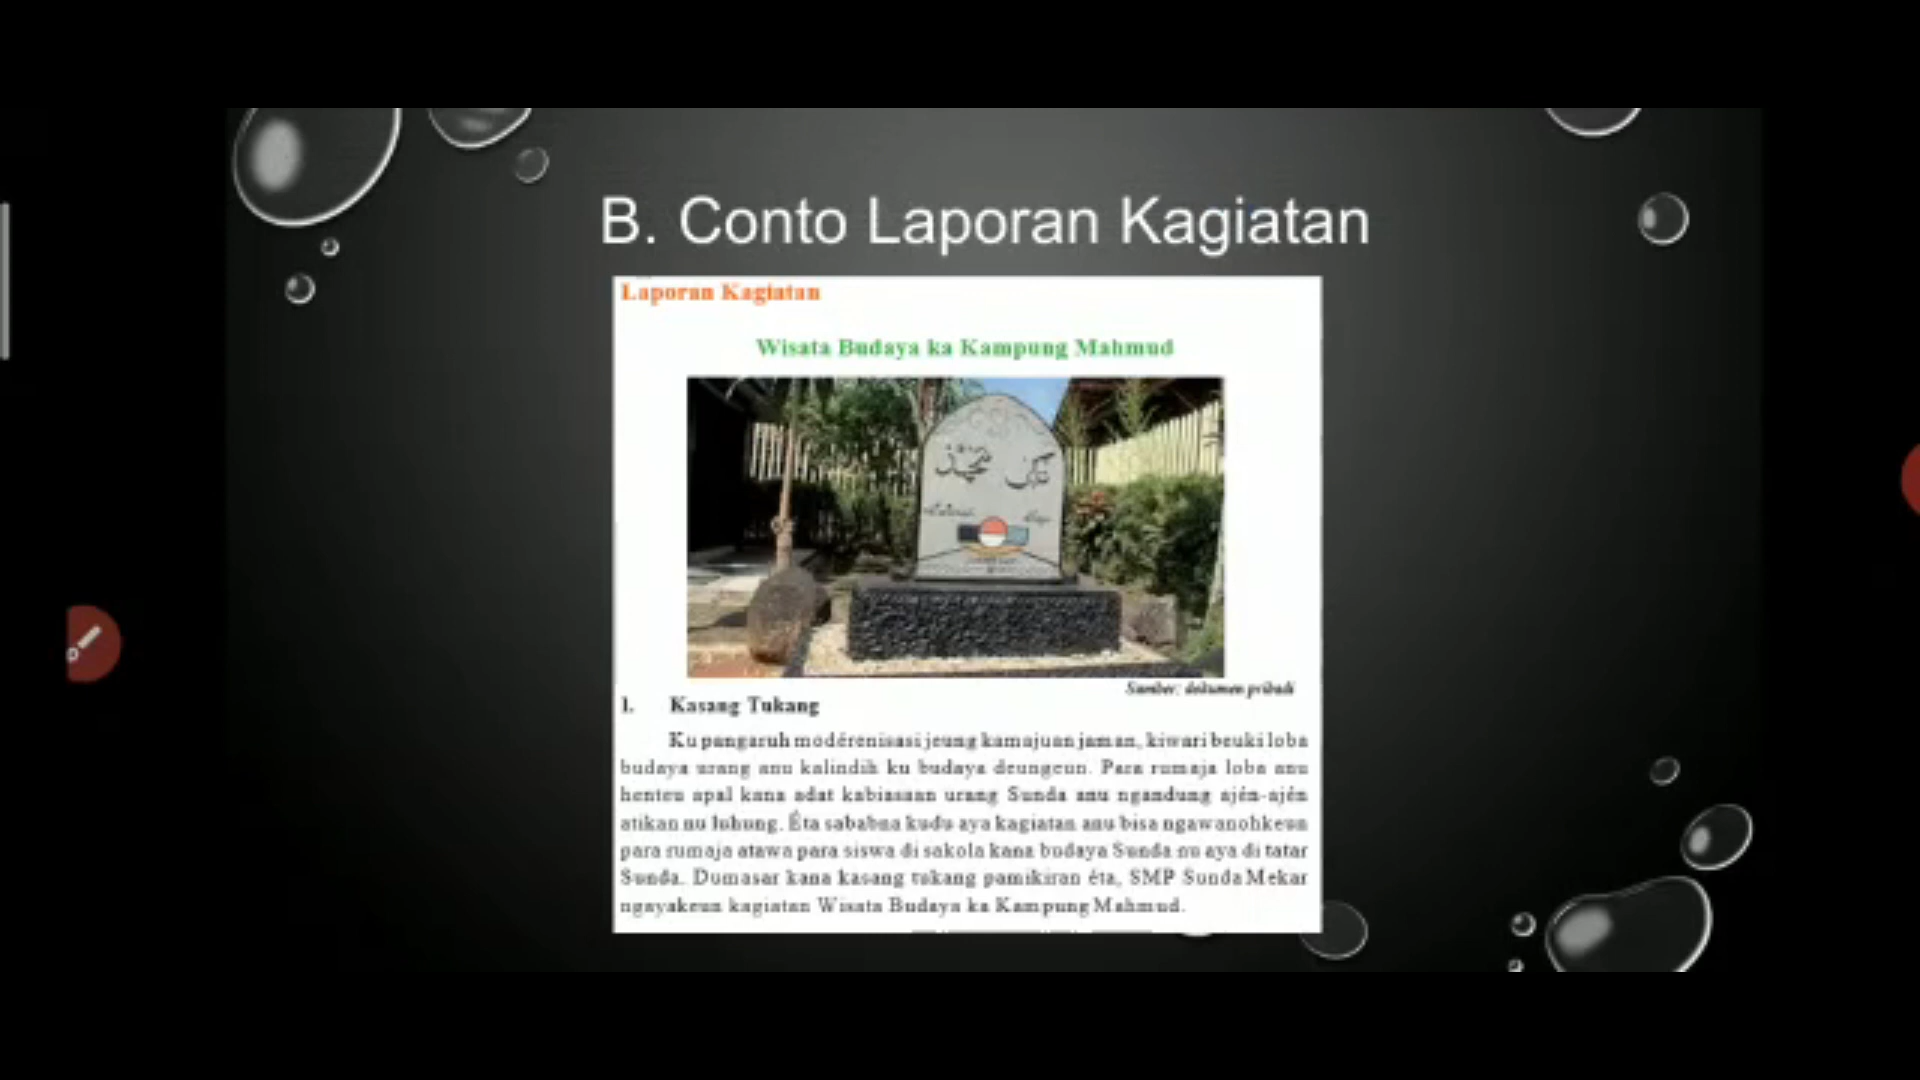 B. Conto Laporan Kagiatan
Laporan Kagiatan
Wisata Budaya ka Kampung Mahmud
Sumber: dokumen pribadi
1. Kasang Tukang
Ku pangaruh modérenisasi jeung kamajuan jaman, kiwari beuki loba
budaya urang anu kalindih ku budaya deungeun. Para rumaja loba anu
henteu apal kana adat kabiasaan urang Sunda anu ngandung ajén-ajén
atikan nu luhung. Éta sababna kudu aya kagiatan anu bisa ngawanohkeun
para rumaja atawa para siswa di sakola kana budaya Sunda nu aya di tatar
Sunda. Dumasar kana kasang tukang pamikiran éta, SMP Sunda Mekar
ngayakeun kagiatan Wisata Budaya ka Kampung Mahmud.